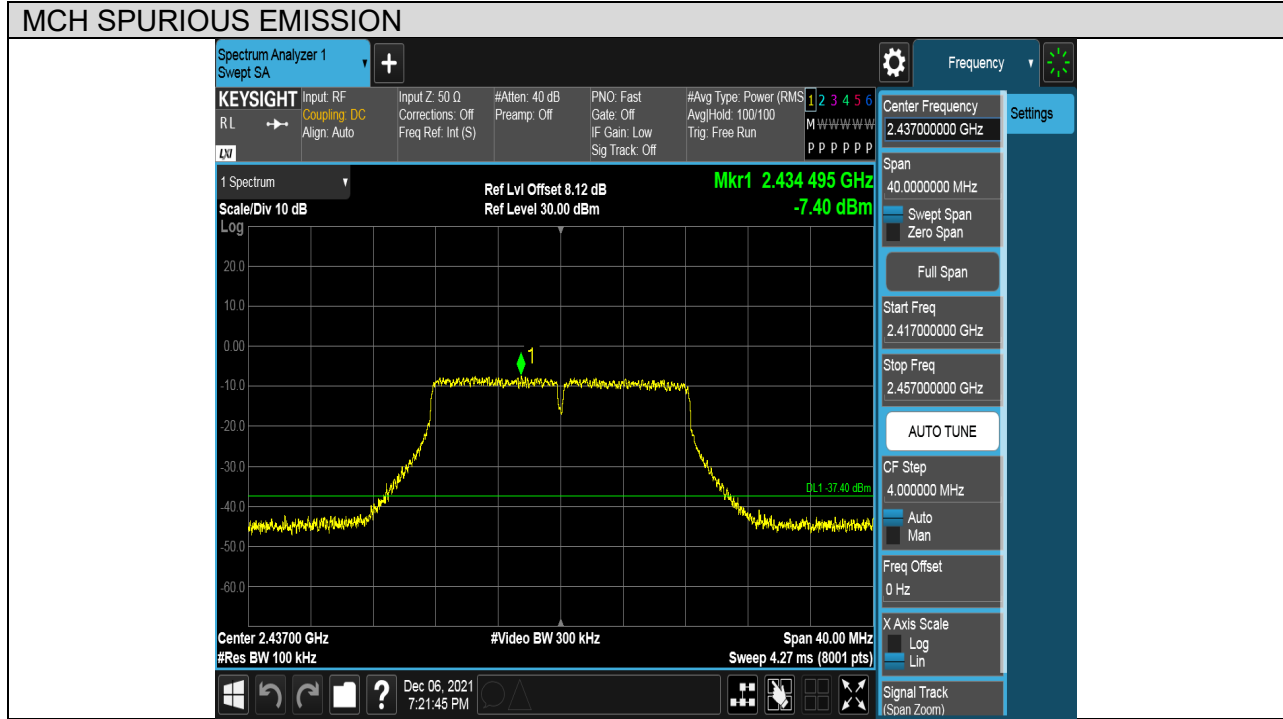 MCH SPURIOUS EMISSION
Spectrum Analyzer 1
Swept SA
+
Frequency
KEYSIGHT
RL
LXI
Input: RF
Coupling: DC
Align: Auto
Input Z: 50 Ω
Corrections: Off
Freq Ref: Int (S)
#Atten: 40 dB
Preamp: Off
PNO: Fast
Gate: Off
IF Gain: Low
Sig Track: Off
#Avg Type: Power (RMS
Avg|Hold: 100/100
Trig: Free Run
1 2 3 4 5 6
M W W W W W
P P P P P P
1 Spectrum
Scale/Div 10 dB
Ref Lvl Offset 8.12 dB
Ref Level 30.00 dBm
Mkr1 2.434 495 GHz
-7.40 dBm
Log
20.0
10.0
0.00
-10.0
-20.0
-30.0
-40.0
-50.0
-60.0
1
DL1 -37.40 dBm
Center 2.43700 GHz
#Res BW 100 kHz
#Video BW 300 kHz
Span 40.00 MHz
Sweep 4.27 ms (8001 pts)
Dec 06, 2021
7:21:45 PM
?
Center Frequency
2.437000000 GHz
Span
40.0000000 MHz
Swept Span
Zero Span
Full Span
Start Freq
2.417000000 GHz
Stop Freq
2.457000000 GHz
AUTO TUNE
CF Step
4.000000 MHz
Auto
Man
Freq Offset
0 Hz
X Axis Scale
Log
Lin
Signal Track
(Span Zoom)
Settings